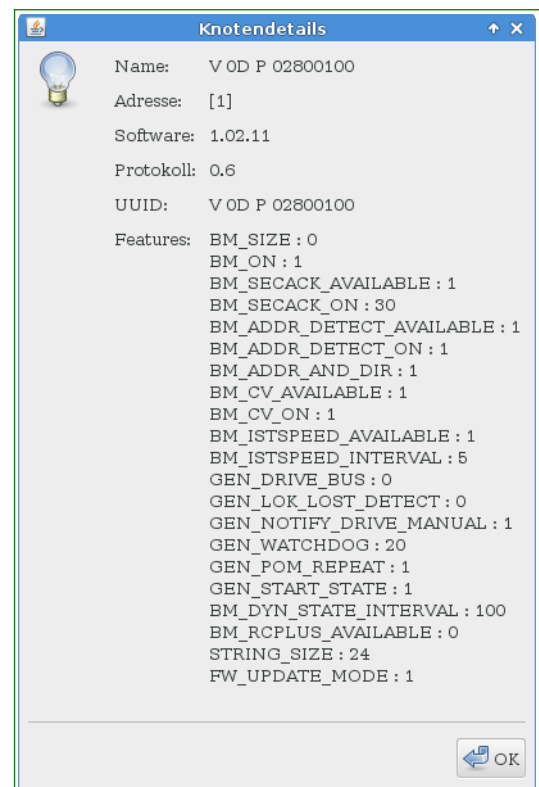 Knotendetails
Name: V 0D P 02800100
Adresse: [1]
Software: 1.02.11
Protokoll: 0.6
UUID: V 0D P 02800100
Features: BM_SIZE : 0
BM_ON : 1
BM_SECACK_AVAILABLE : 1
BM_SECACK_ON : 30
BM_ADDR_DETECT_AVAILABLE : 1
BM_ADDR_DETECT_ON : 1
BM_ADDR_AND_DIR : 1
BM_CV_AVAILABLE : 1
BM_CV_ON : 1
BM_ISTSPEED_AVAILABLE : 1
BM_ISTSPEED_INTERVAL : 5
GEN_DRIVE_BUS : 0
GEN_LOK_LOST_DETECT : 0
GEN_NOTIFY_DRIVE_MANUAL : 1
GEN_WATCHDOG : 20
GEN_POM_REPEAT : 1
GEN_START_STATE : 1
BM_DYN_STATE_INTERVAL : 100
BM_RCPLUS_AVAILABLE : 0
STRING_SIZE : 24
FW_UPDATE_MODE : 1
OK